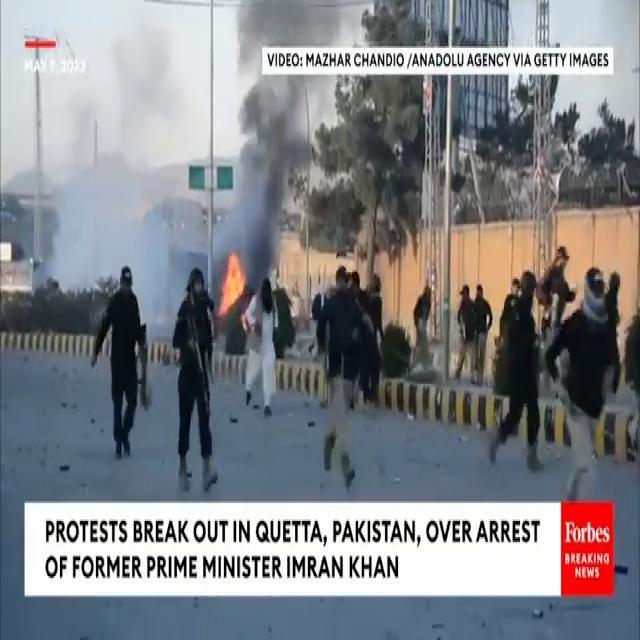 MAY 9, 2023
VIDEO: MAZHAR CHANDIO /ANADOLU AGENCY VIA GETTY IMAGES
PROTESTS BREAK OUT IN QUETTA, PAKISTAN, OVER ARREST
OF FORMER PRIME MINISTER IMRAN KHAN
Forbes
BREAKING
NEWS